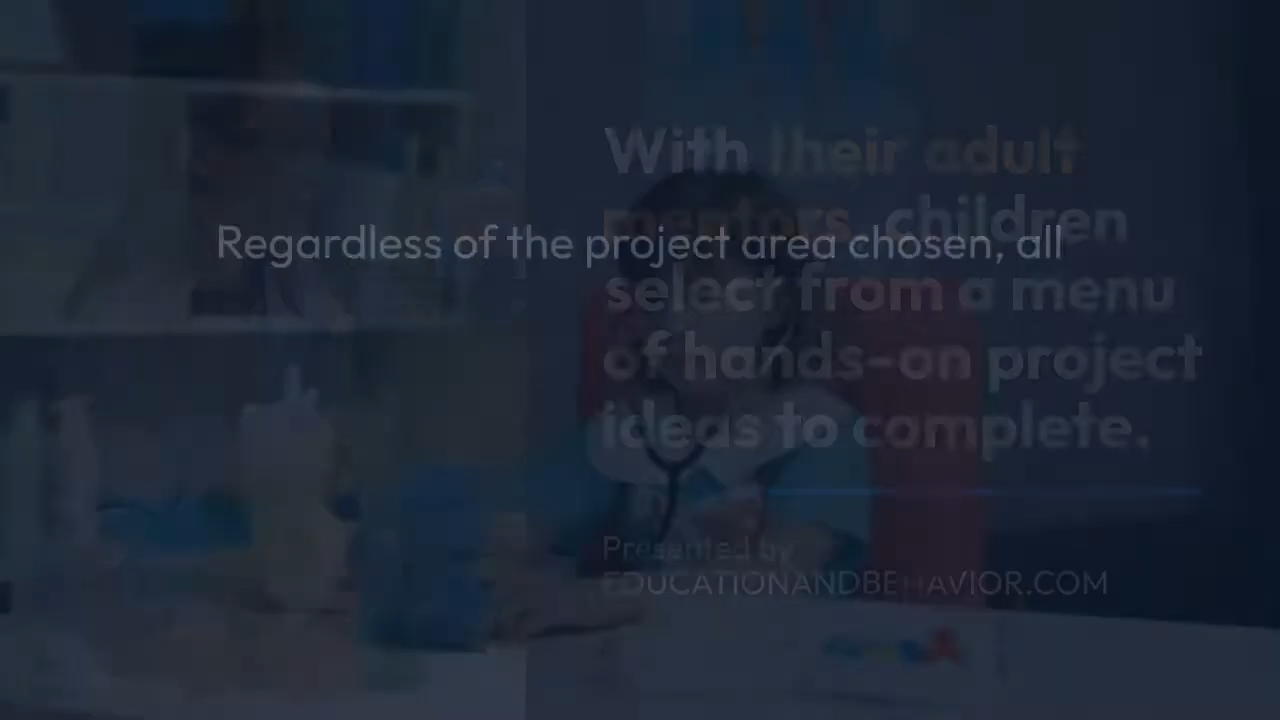 With their adult
mentors, children
Regardless of the project area chosen, all
select from a menu
of hands-on project
ideas to complete.
Presented by
EDUCATIONANDBEHAVIOR.COM